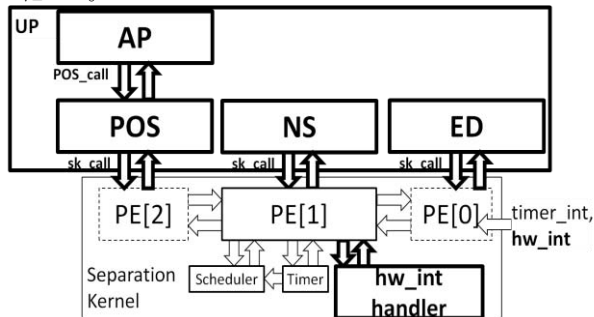 UP
AP
POS_call
POS
NS
ED
sk_call
sk_call
sk_call
PE[2]
PE[1]
PE[0]
timer_int,
hw_int
Separation
Kernel
Scheduler
Timer
hw_int
handler